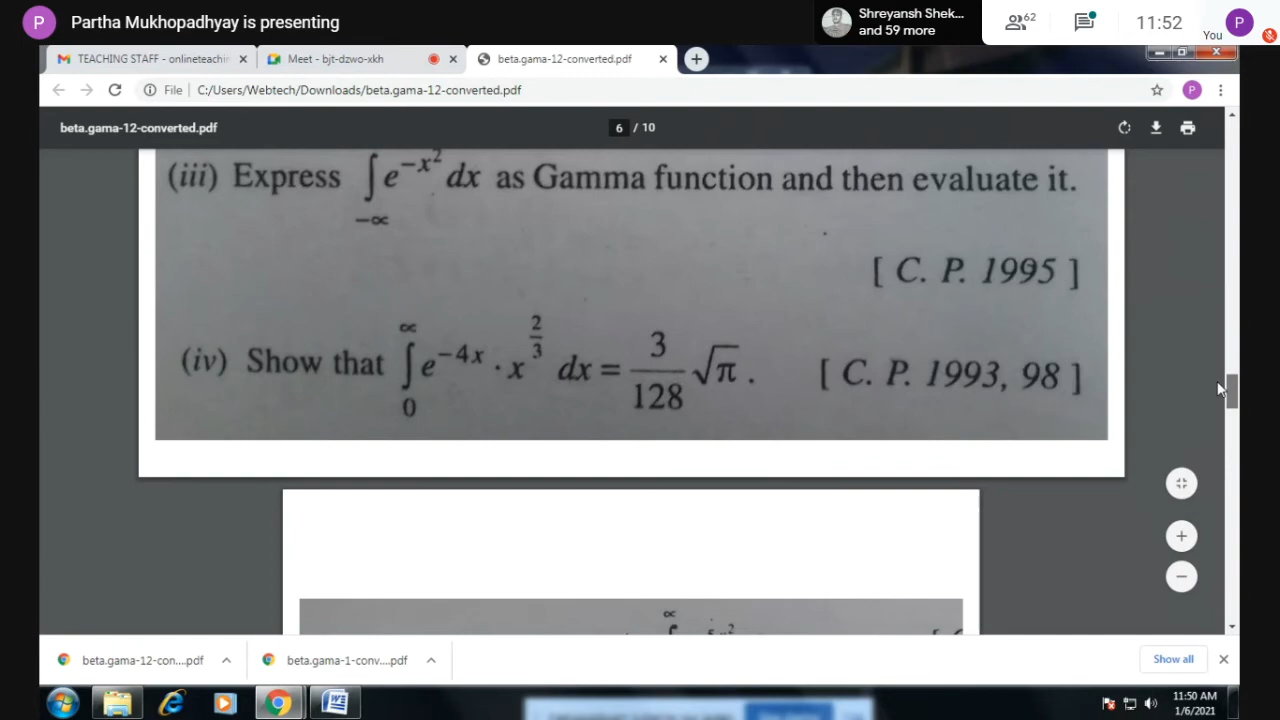 P Partha Mukhopadhyay is presenting
Shreyansh Shek...
and 59 more
62
11:52
You
P
TEACHING STAFF - onlineteachin
Meet - bjt-dzwo-xkh
beta.gama-12-converted.pdf
File | C:/Users/Webtech/Downloads/beta.gama-12-converted.pdf
P
beta.gama-12-converted.pdf
6 / 10
(iii) Express ∫_{-∝} e^{-x^2} dx as Gamma function and then evaluate it.
[ C. P. 1995 ]
(iv) Show that ∫_0^∝ e^{-4x} · x^{2/3} dx = 3/128 √π . [ C. P. 1993, 98 ]
∝
beta.gama-12-con....pdf
beta.gama-1-conv....pdf
Show all
11:50 AM
1/6/2021